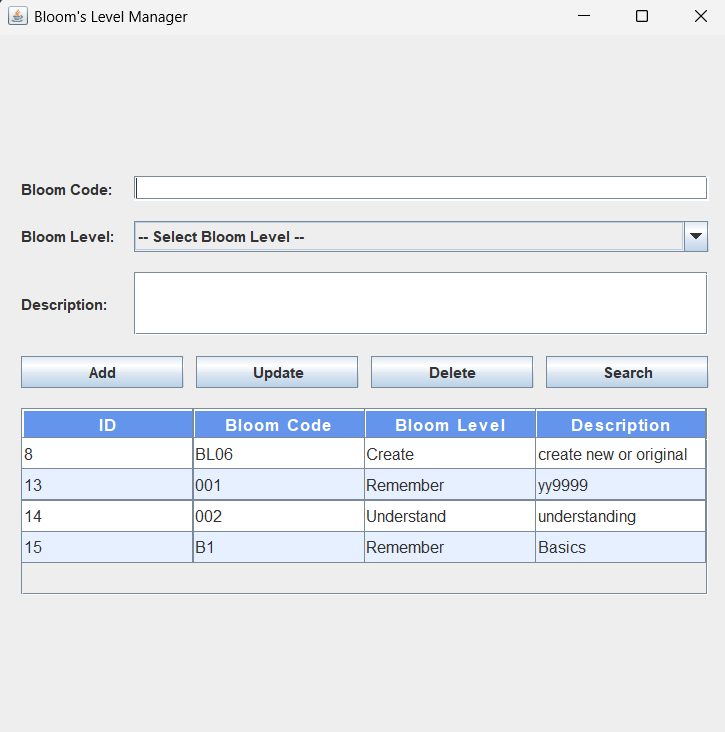 Bloom's Level Manager
Bloom Code:
Bloom Level: -- Select Bloom Level --
Description:
Add Update Delete Search
ID Bloom Code Bloom Level Description
8 BL06 Create create new or original
13 001 Remember yy9999
14 002 Understand understanding
15 B1 Remember Basics